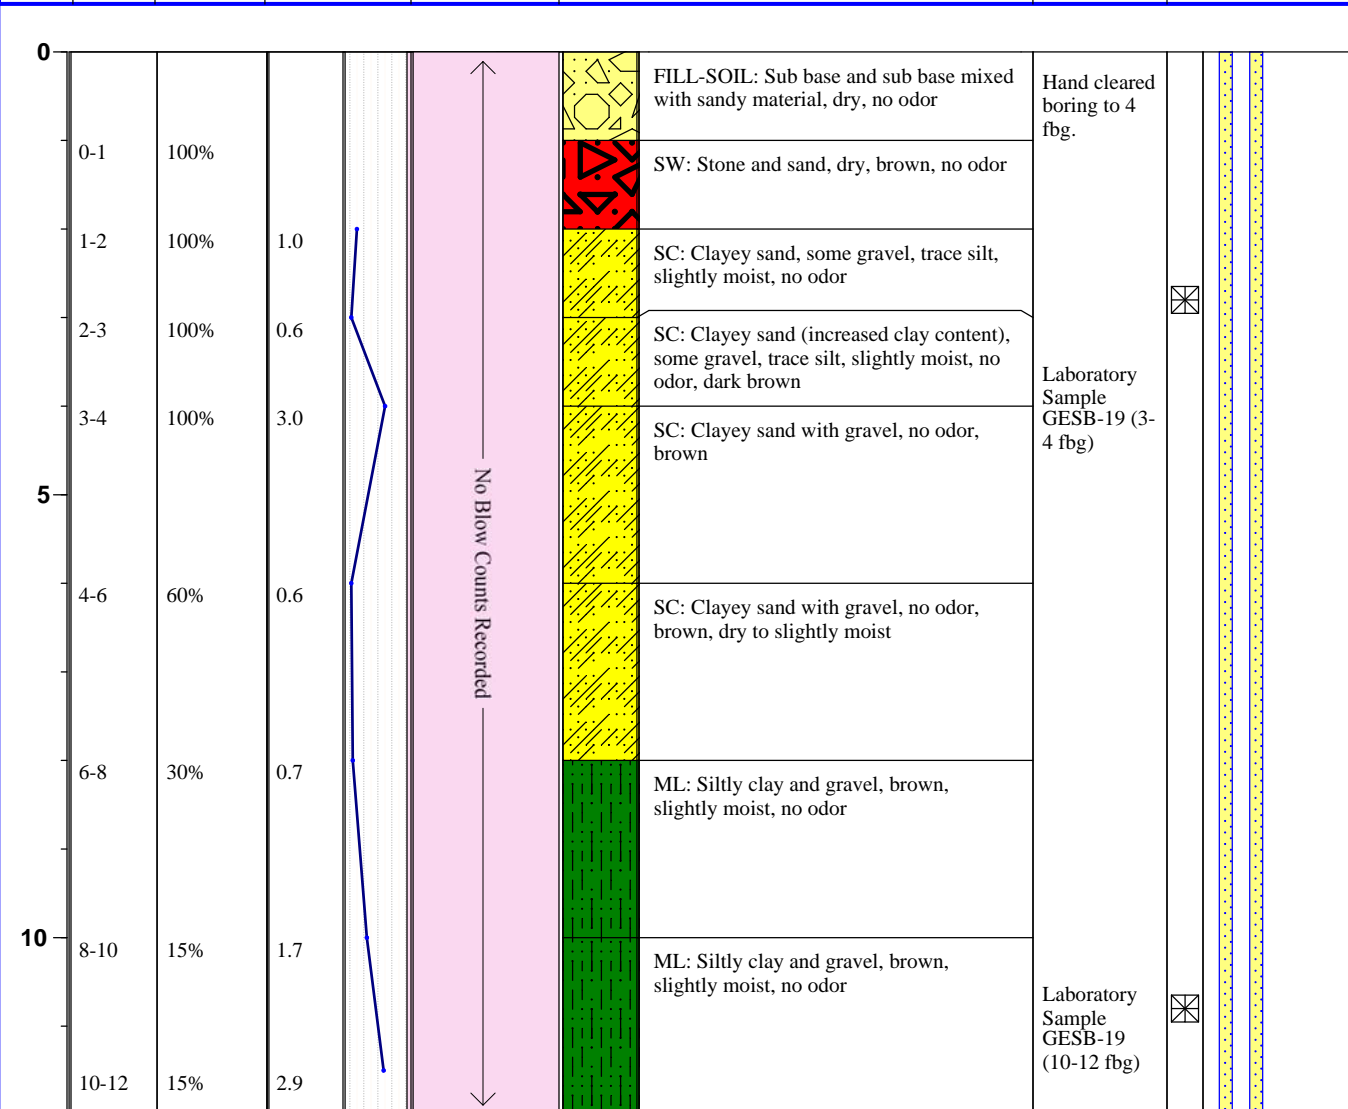 0
FILL-SOIL: Sub base and sub base mixed
with sandy material, dry, no odor
Hand cleared
boring to 4
fbg.
0-1
100%
SW: Stone and sand, dry, brown, no odor
1-2
100%
1.0
SC: Clayey sand, some gravel, trace silt,
slightly moist, no odor
2-3
100%
0.6
SC: Clayey sand (increased clay content),
some gravel, trace silt, slightly moist, no
odor, dark brown
Laboratory
Sample
GESB-19 (3-
4 fbg)
3-4
100%
3.0
SC: Clayey sand with gravel, no odor,
brown
5
No Blow Counts Recorded
4-6
60%
0.6
SC: Clayey sand with gravel, no odor,
brown, dry to slightly moist
6-8
30%
0.7
ML: Siltly clay and gravel, brown,
slightly moist, no odor
10
8-10
15%
1.7
ML: Siltly clay and gravel, brown,
slightly moist, no odor
Laboratory
Sample
GESB-19
(10-12 fbg)
10-12
15%
2.9